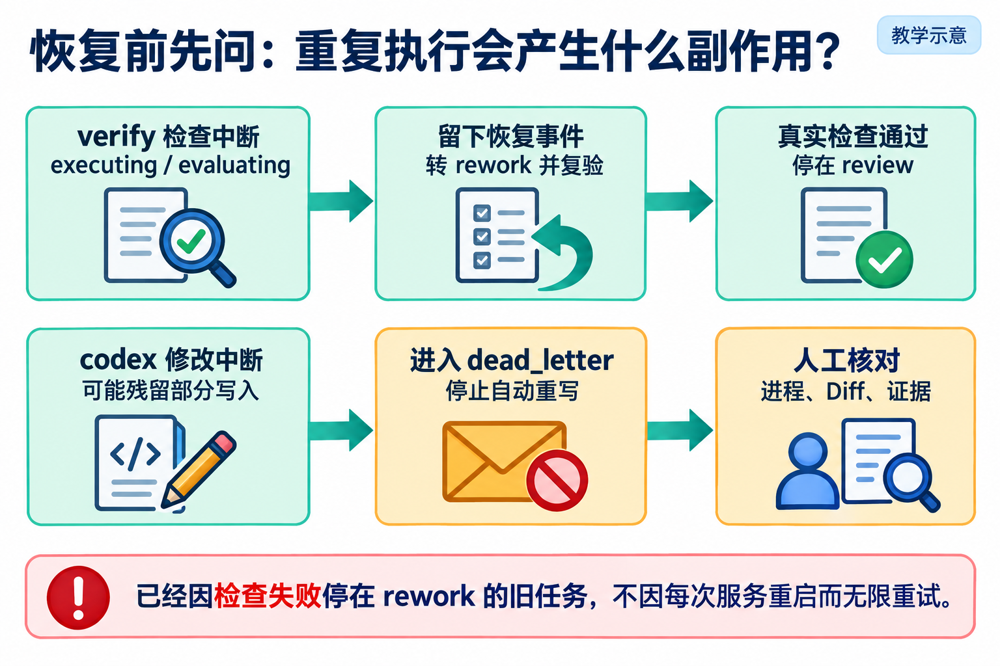 恢复前先问：重复执行会产生什么副作用？
教学示意
verify 检查中断
executing / evaluating
留下恢复事件
转 rework 并复验
真实检查通过
停在 review
codex 修改中断
可能残留部分写入
</>
进入 dead_letter
停止自动重写
人工核对
进程、Diff、证据
已经因检查失败停在 rework 的旧任务，不因每次服务重启而无限重试。